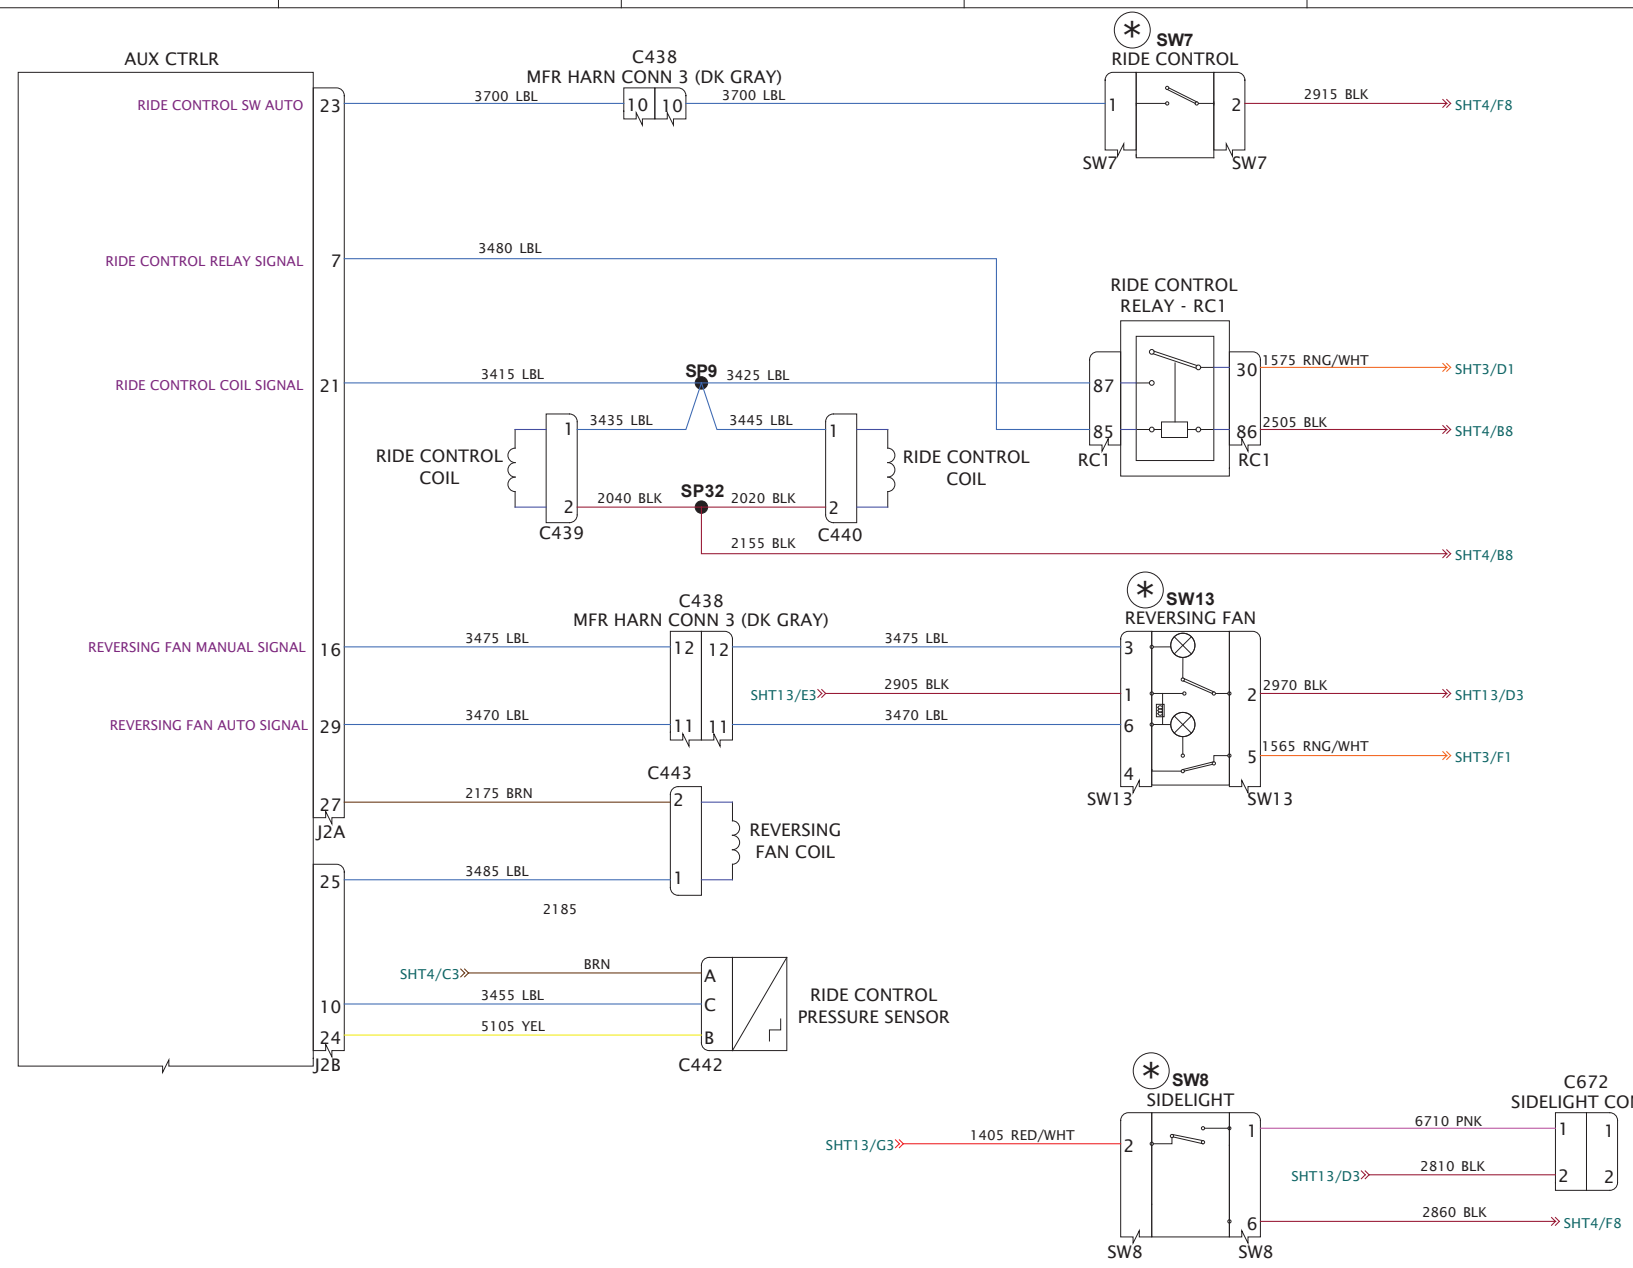 AUX CTRLR
C438
MFR HARN CONN 3 (DK GRAY)
SW7
RIDE CONTROL
RIDE CONTROL SW AUTO
23
3700 LBL
10
10
3700 LBL
1
2
2915 BLK
SHT4/F8
SW7
SW7
RIDE CONTROL RELAY SIGNAL
7
3480 LBL
RIDE CONTROL
RELAY - RC1
RIDE CONTROL COIL SIGNAL
21
3415 LBL
SP9
3425 LBL
87
30
1575 RNG/WHT
SHT3/D1
1
3435 LBL
3445 LBL
1
85
86
2505 BLK
SHT4/B8
RC1
RC1
RIDE CONTROL
COIL
RIDE CONTROL
COIL
2
2040 BLK
SP32
2020 BLK
2
C439
C440
2155 BLK
SHT4/B8
C438
MFR HARN CONN 3 (DK GRAY)
SW13
REVERSING FAN
REVERSING FAN MANUAL SIGNAL
16
3475 LBL
12
12
3475 LBL
3
SHT13/E3
2905 BLK
1
2
2970 BLK
SHT13/D3
REVERSING FAN AUTO SIGNAL
29
3470 LBL
11
11
3470 LBL
6
5
1565 RNG/WHT
SHT3/F1
4
SW13
SW13
C443
27
2175 BRN
2
J2A
REVERSING
FAN COIL
25
3485 LBL
1
2185
SHT4/C3
BRN
A
10
3455 LBL
C
RIDE CONTROL
PRESSURE SENSOR
24
5105 YEL
B
J2B
C442
SW8
SIDELIGHT
C672
SIDELIGHT CO
SHT13/G3
1405 RED/WHT
2
1
6710 PNK
1
1
SHT13/D3
2810 BLK
2
2
6
2860 BLK
SHT4/F8
SW8
SW8